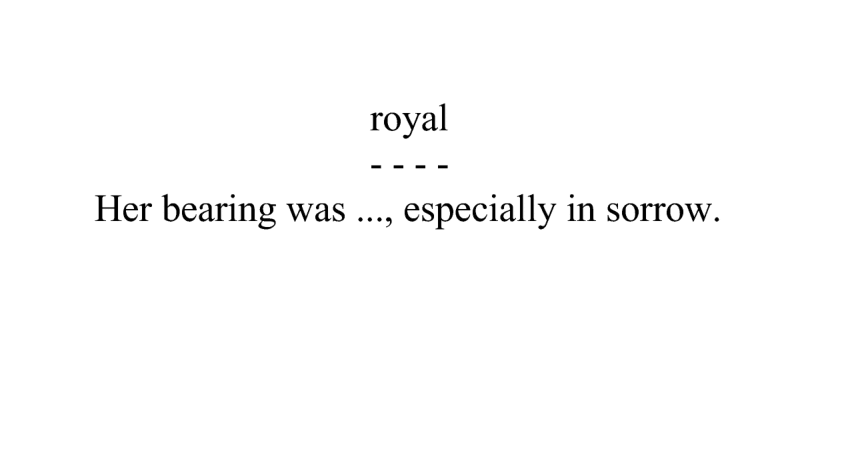 royal
- - - -
Her bearing was ..., especially in sorrow.